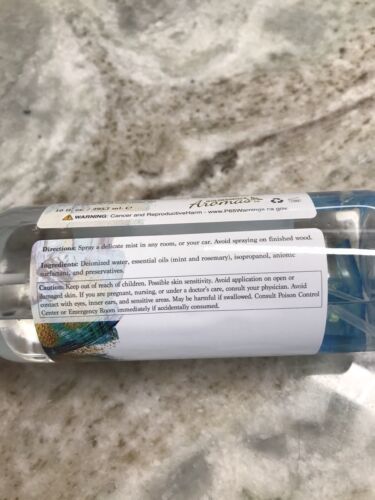 Aromas
⚠ WARNING: Cancer and ReproductiveHarm - www.P65Warnings.ca.gov.
Directions: Spray a delicate mist in any room, or your car. Avoid spraying on finished wood.
Ingredients: Deionized water, essential oils (mint and rosemary), isopropanol, anionic
surfactant, and preservatives.
Caution: Keep out of reach of children. Possible skin sensitivity. Avoid application on open or
damaged skin. If you are pregnant, nursing, or under a doctor's care, consult your physician. Avoid
contact with eyes, inner ears, and sensitive areas. May be harmful if swallowed. Consult Poison Control
Center or Emergency Room immediately if accidentally consumed.